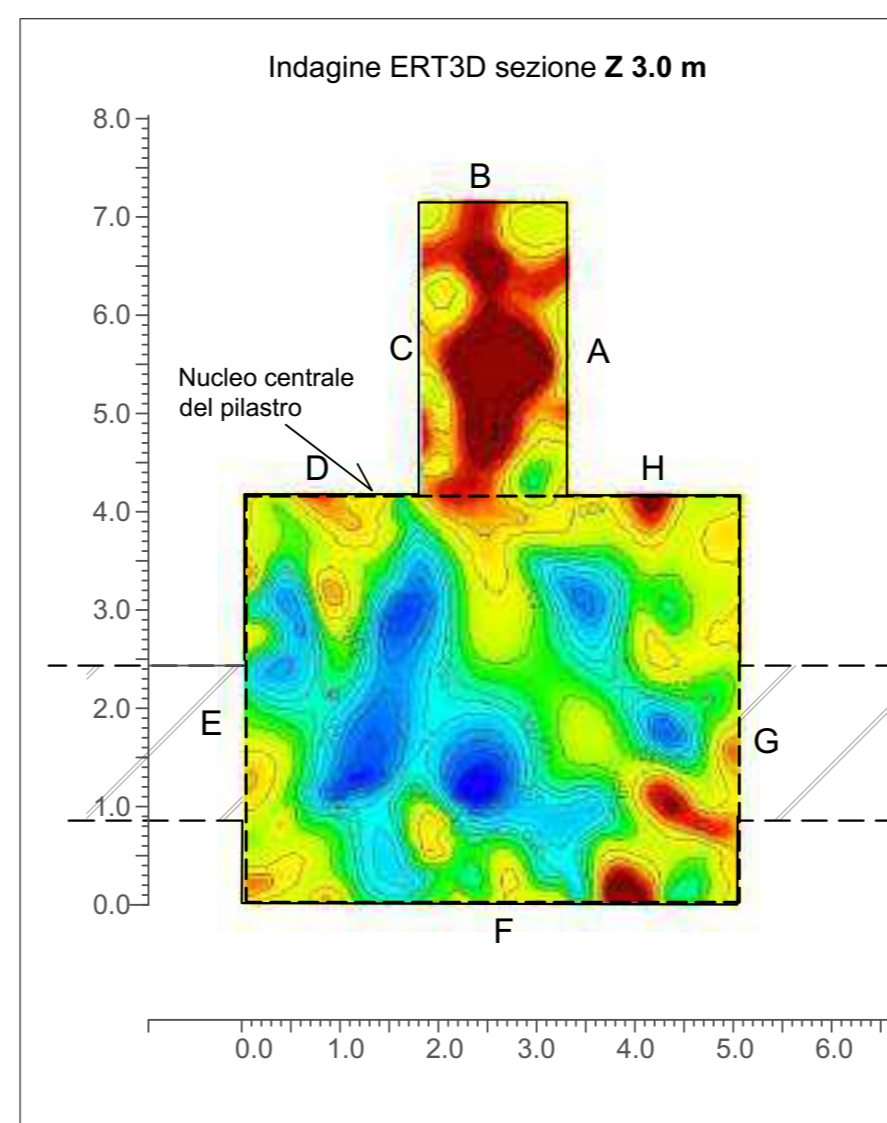 Indagine ERT3D sezione Z 3.0 m
8.0
7.0
6.0
5.0
4.0
3.0
2.0
1.0
0.0
B
C
A
Nucleo centrale
del pilastro
D
H
E
G
F
0.0 1.0 2.0 3.0 4.0 5.0 6.0